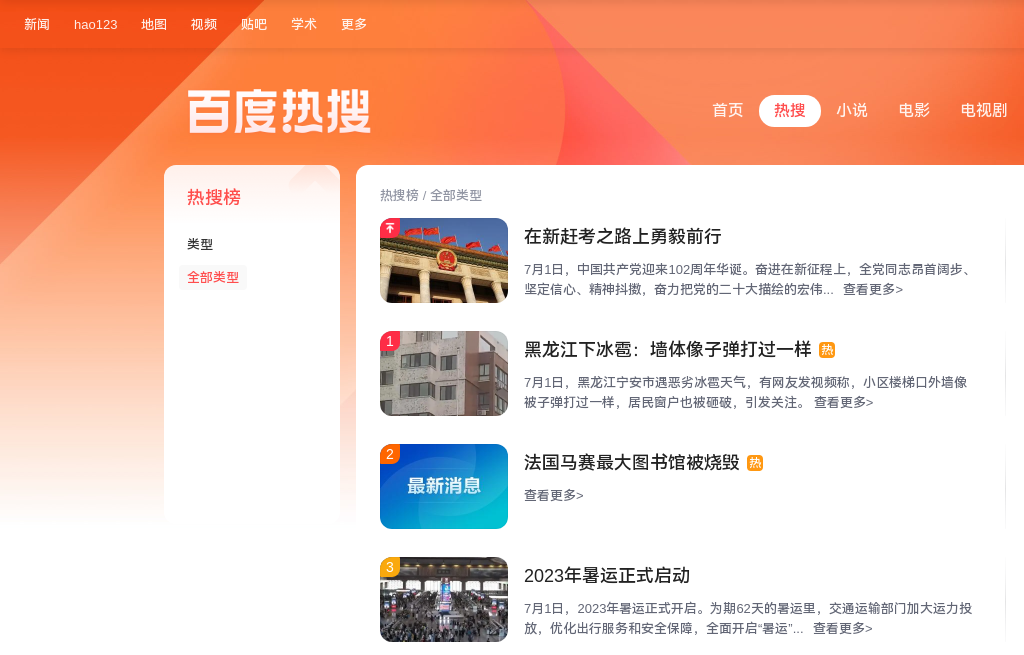 新闻 hao123 地图 视频 贴吧 学术 更多
百度热搜
首页 热搜 小说 电影 电视剧
热搜榜
类型
全部类型
热搜榜 / 全部类型
在新赶考之路上勇毅前行
7月1日，中国共产党迎来102周年华诞。奋进在新征程上，全党同志昂首阔步、
坚定信心、精神抖擞，奋力把党的二十大描绘的宏伟... 查看更多>
1
黑龙江下冰雹：墙体像子弹打过一样 热
7月1日，黑龙江宁安市遇恶劣冰雹天气，有网友发视频称，小区楼梯口外墙像
被子弹打过一样，居民窗户也被砸破，引发关注。 查看更多>
2
最新消息
法国马赛最大图书馆被烧毁 热
查看更多>
3
2023年暑运正式启动
7月1日，2023年暑运正式开启。为期62天的暑运里，交通运输部门加大运力投
放，优化出行服务和安全保障，全面开启“暑运”... 查看更多>